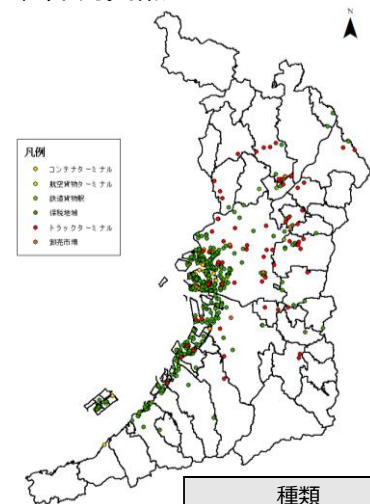 N
凡例
コンテナターミナル
航空貨物ターミナル
鉄道貨物駅
保税地域
トラックターミナル
卸売市場
種類